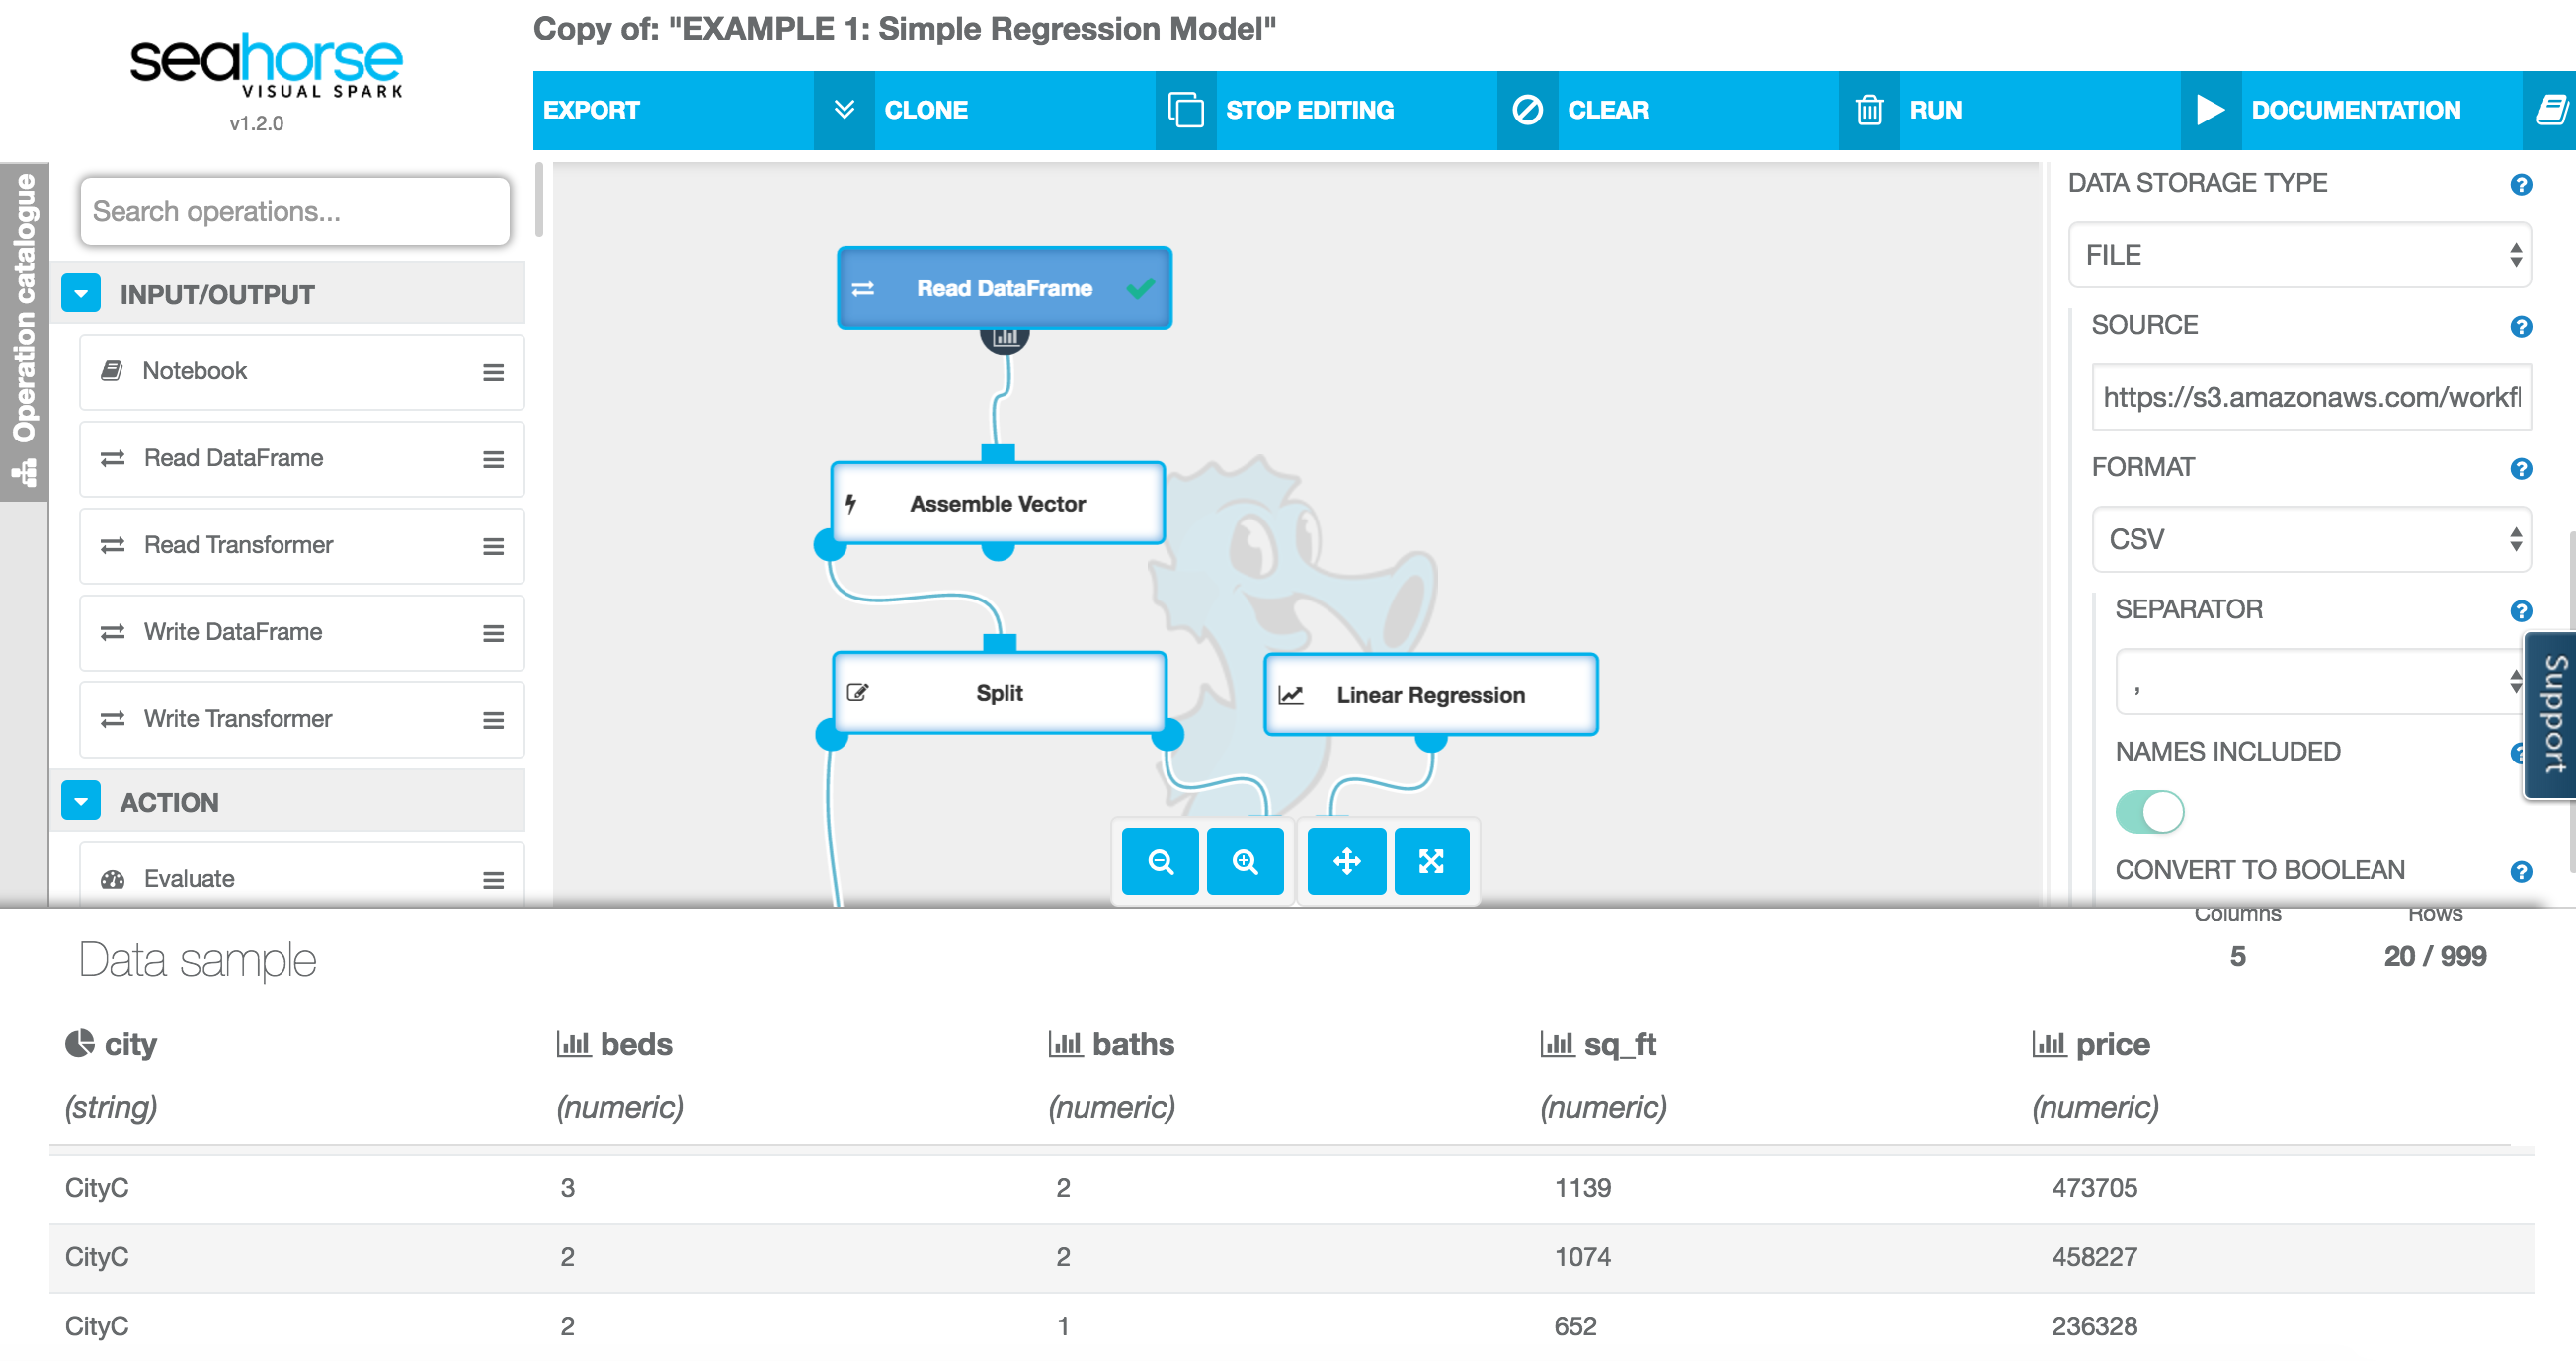 seahorse
VISUAL SPARK
v1.2.0
Copy of: "EXAMPLE 1: Simple Regression Model"
EXPORT
CLONE
STOP EDITING
CLEAR
RUN
DOCUMENTATION
Operation catalogue
Search operations...
INPUT/OUTPUT
Notebook
Read DataFrame
Read Transformer
Write DataFrame
Write Transformer
ACTION
Evaluate
Read DataFrame
Assemble Vector
Split
Linear Regression
DATA STORAGE TYPE
FILE
SOURCE
https://s3.amazonaws.com/workfl
FORMAT
CSV
SEPARATOR
,
NAMES INCLUDED
CONVERT TO BOOLEAN
Support
Data sample
Columns
5
Rows
20 / 999
city beds baths sq_ft price
(string) (numeric) (numeric) (numeric) (numeric)
CityC 3 2 1139 473705
CityC 2 2 1074 458227
CityC 2 1 652 236328